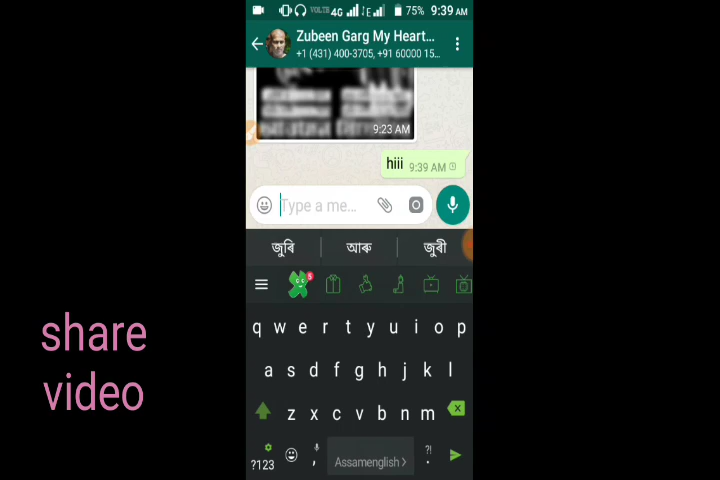 VOLTE 4G E 75% 9:39 AM
Zubeen Garg My Heart...
+1 (431) 400-3705, +91 60000 15...
9:23 AM
hiii 9:39 AM
Type a me...
জুৰি আৰু জুৰী
5
q w e r t y u i o p
a s d f g h j k l
z x c v b n m
?123 , Assamenglish > ?! .
share
video